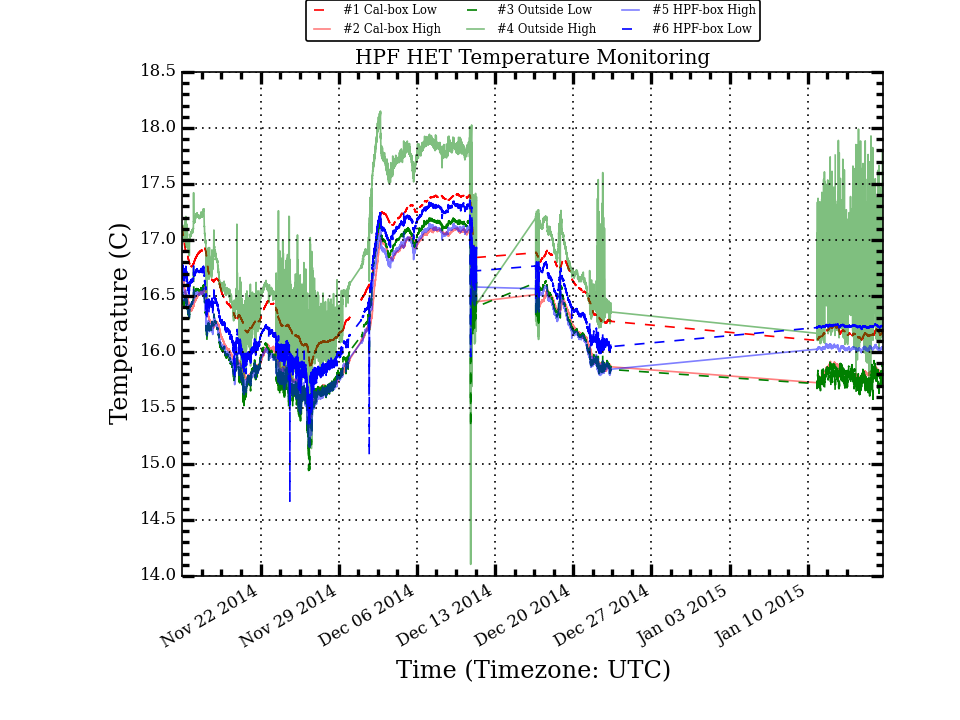 #1 Cal-box Low #3 Outside Low #5 HPF-box High
#2 Cal-box High #4 Outside High #6 HPF-box Low
HPF HET Temperature Monitoring
18.5
18.0
17.5
17.0
16.5
16.0
15.5
15.0
14.5
14.0
Temperature (C)
Nov 22 2014 Nov 29 2014 Dec 06 2014 Dec 13 2014 Dec 20 2014 Dec 27 2014 Jan 03 2015 Jan 10 2015
Time (Timezone: UTC)